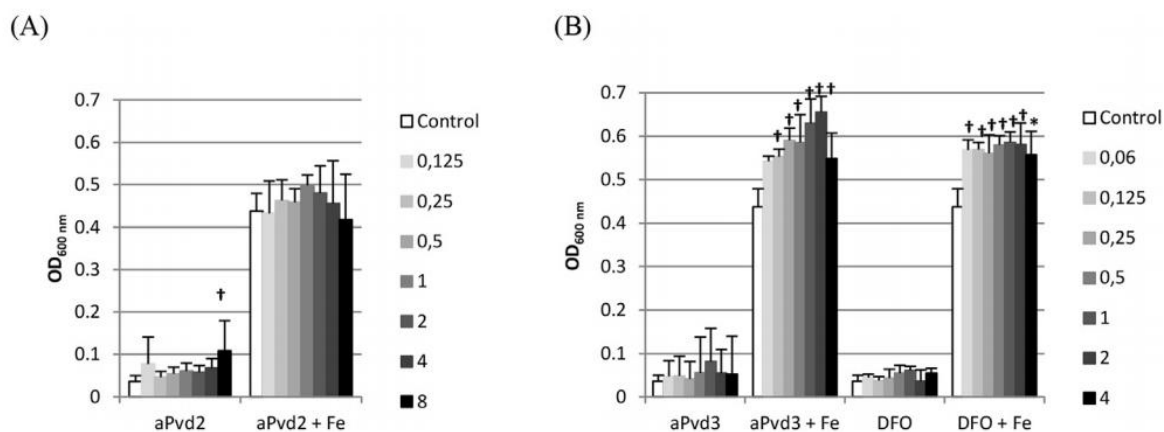 (A)
(B)
0.7
0.6
0.5
0.4
0.3
0.2
0.1
0
OD600 nm
†
aPvd2
aPvd2 + Fe
Control
0,125
0,25
0,5
1
2
4
8
0.7
0.6
0.5
0.4
0.3
0.2
0.1
0
OD600 nm
† † † † † †
† † † † † † *
aPvd3
aPvd3 + Fe
DFO
DFO + Fe
Control
0,06
0,125
0,25
0,5
1
2
4